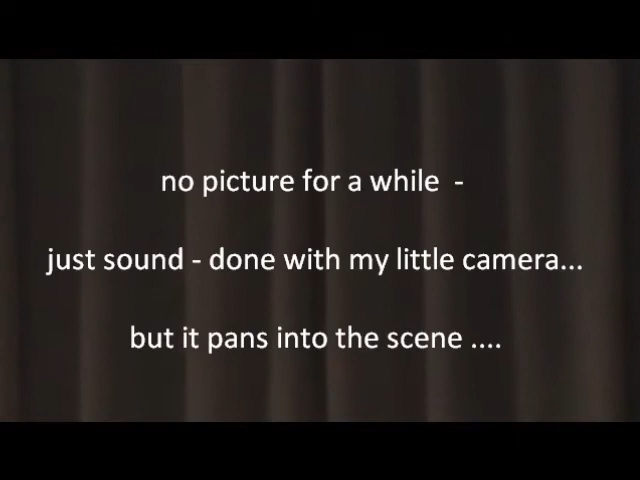 no picture for a while  -
just sound - done with my little camera...
but it pans into the scene ....